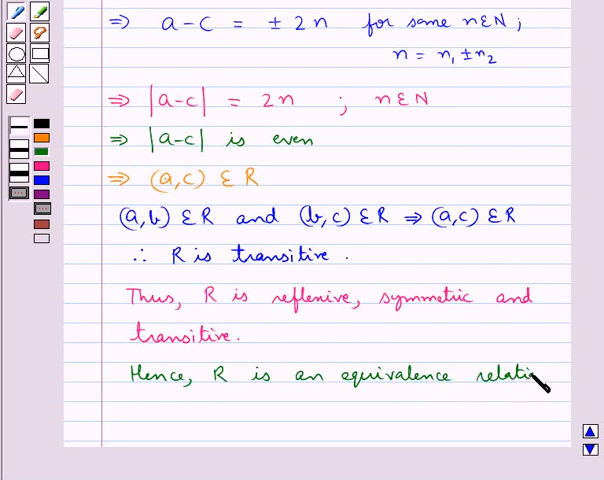 ⇒ a-c = ± 2n for some n∈N ;
n = n₁ ± n₂
⇒ |a-c| = 2n ; n∈N
⇒ |a-c| is even
⇒ (a,c) ∈ R
(a,b) ∈ R and (b,c) ∈ R ⇒ (a,c) ∈ R
∴ R is transitive.
Thus, R is reflexive, symmetric and
transitive.
Hence, R is an equivalence relati